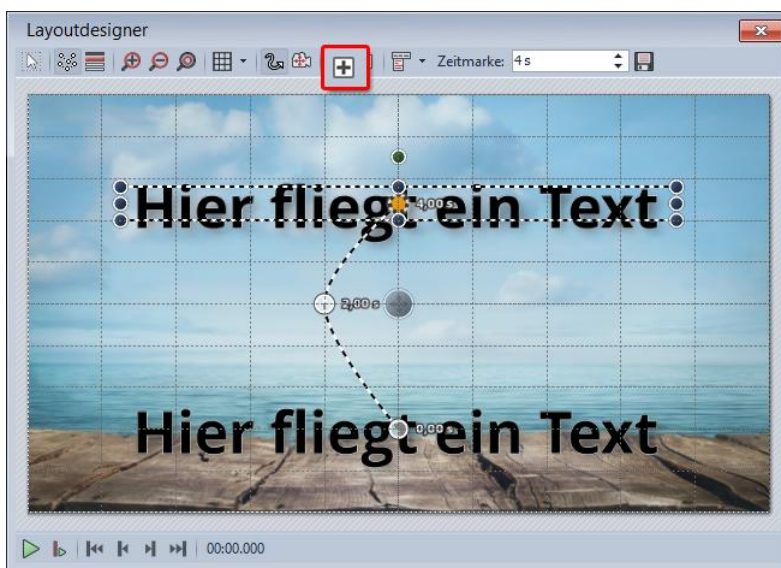 Layoutdesigner
Zeitmarke: 4 s
Hier fliegt ein Text
4,00 s
2,00 s
Hier fliegt ein Text
0,00 s
00:00.000